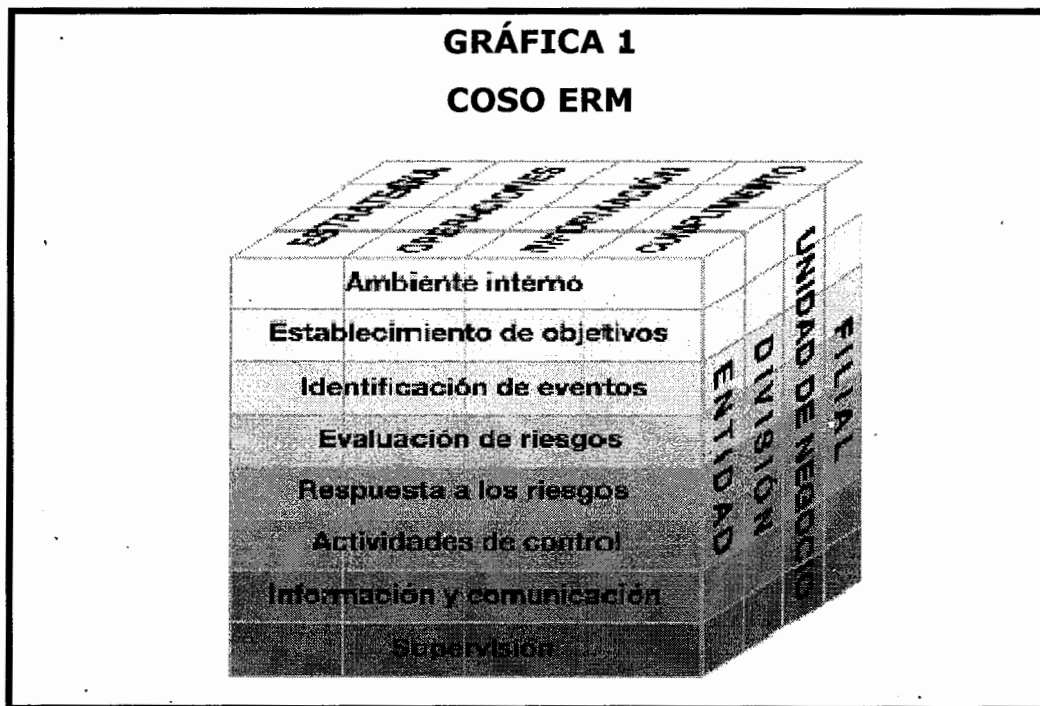 GRÁFICA 1
COSO ERM
ESTRATEGIA
OPERACIONES
INFORMACIÓN
CUMPLIMIENTO
Ambiente interno
Establecimiento de objetivos
Identificación de eventos
Evaluación de riesgos
Respuesta a los riesgos
Actividades de control
Información y comunicación
Supervisión
ENTIDAD
DIVISIÓN
UNIDAD DE NEGOCIO
FILIAL